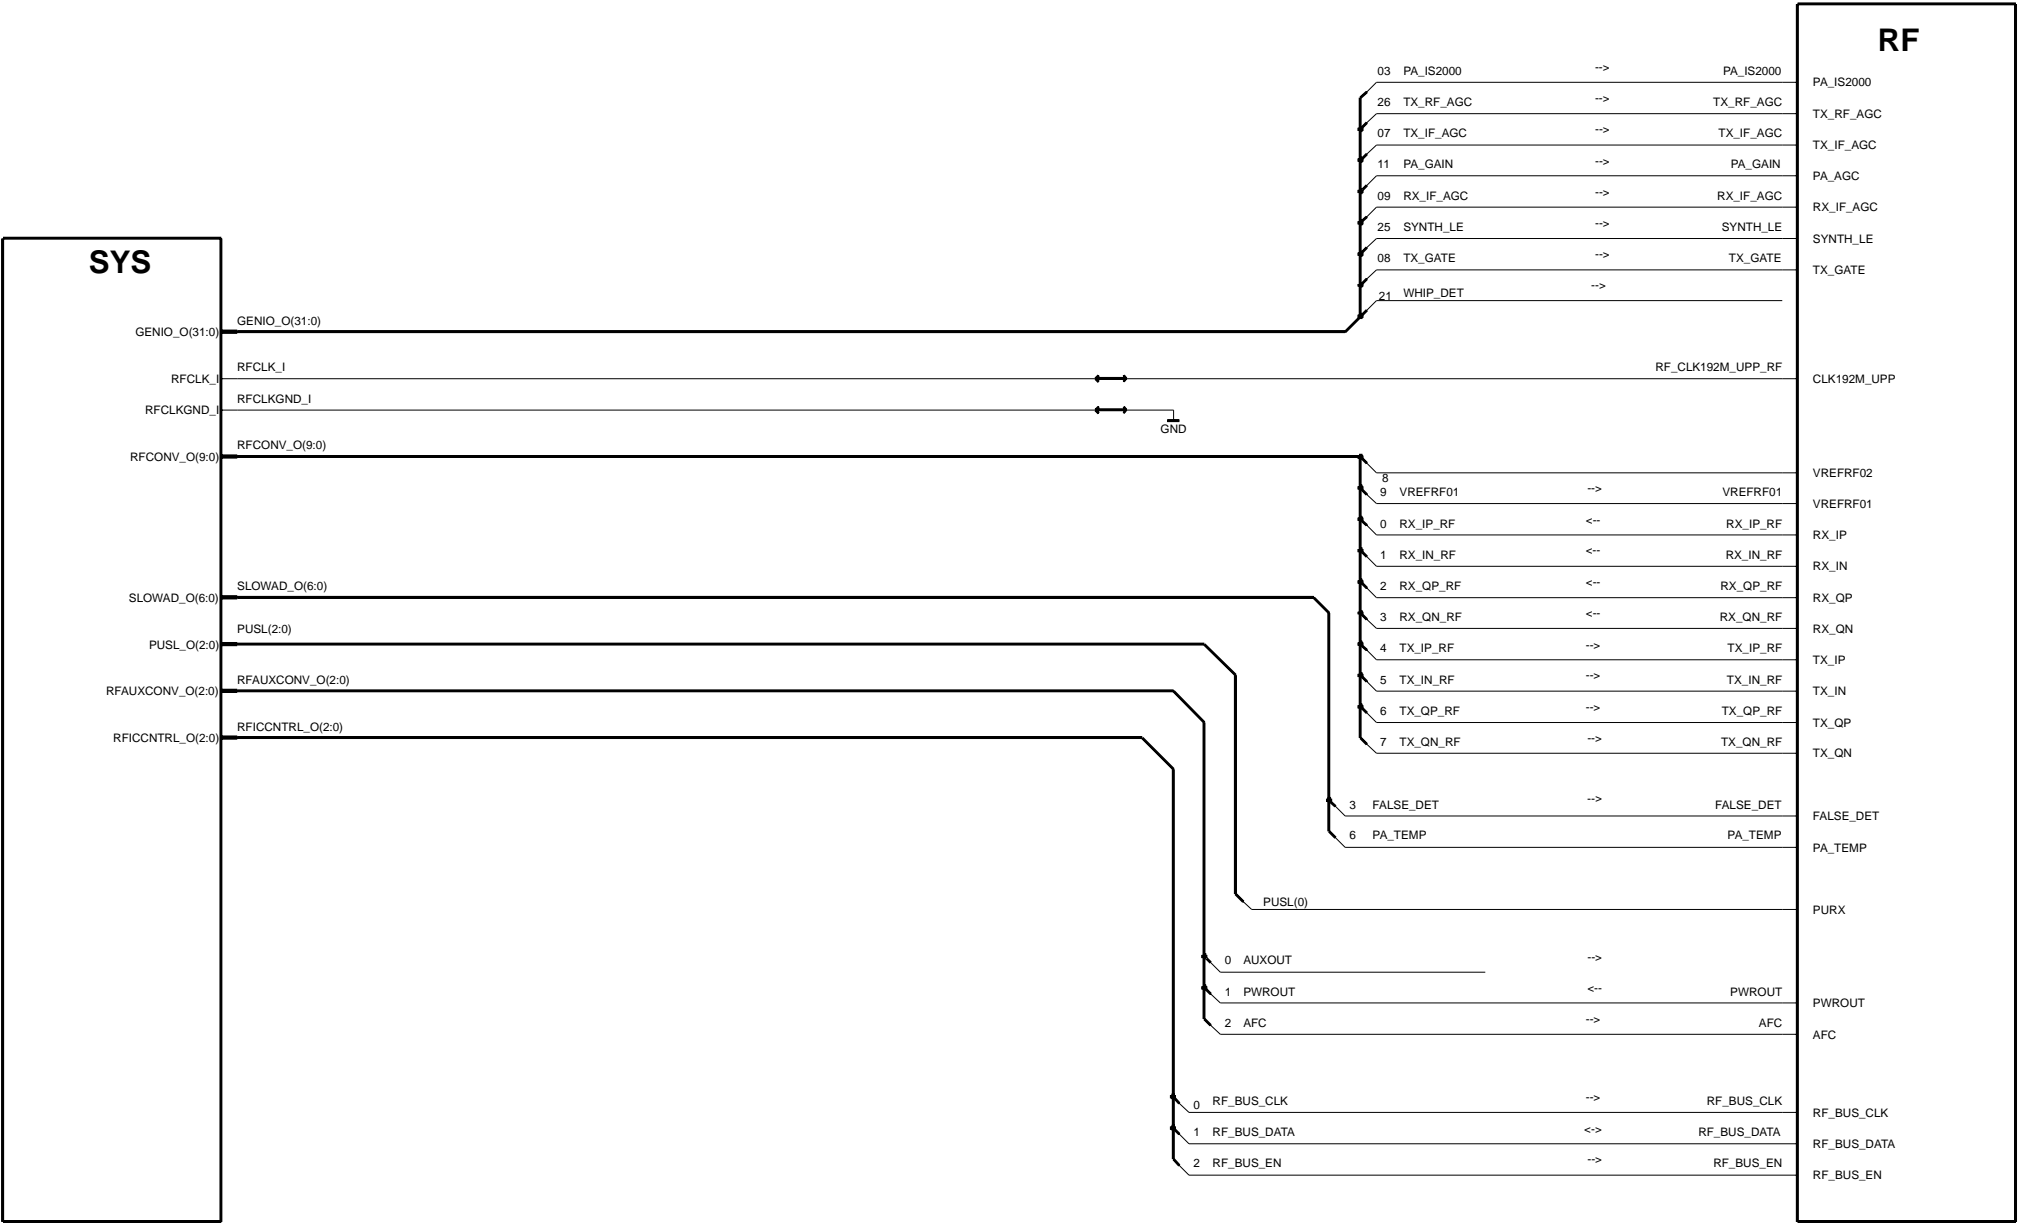 RF
03 PA_IS2000 --> PA_IS2000
PA_IS2000
26 TX_RF_AGC --> TX_RF_AGC
TX_RF_AGC
07 TX_IF_AGC --> TX_IF_AGC
TX_IF_AGC
11 PA_GAIN --> PA_GAIN
PA_AGC
09 RX_IF_AGC --> RX_IF_AGC
RX_IF_AGC
25 SYNTH_LE --> SYNTH_LE
SYNTH_LE
08 TX_GATE --> TX_GATE
TX_GATE
21 WHIP_DET -->
SYS
GENIO_O(31:0)
GENIO_O(31:0)
RFCLK_I RF_CLK192M_UPP_RF
RFCLK_I CLK192M_UPP
RFCLKGND_I
RFCLKGND_I
GND
RFCONV_O(9:0)
RFCONV_O(9:0)
8 VREFRF02
9 VREFRF01 --> VREFRF01
VREFRF01
0 RX_IP_RF <-- RX_IP_RF
RX_IP
1 RX_IN_RF <-- RX_IN_RF
RX_IN
2 RX_QP_RF <-- RX_QP_RF
RX_QP
3 RX_QN_RF <-- RX_QN_RF
RX_QN
4 TX_IP_RF --> TX_IP_RF
TX_IP
5 TX_IN_RF --> TX_IN_RF
TX_IN
6 TX_QP_RF --> TX_QP_RF
TX_QP
7 TX_QN_RF --> TX_QN_RF
TX_QN
SLOWAD_O(6:0)
SLOWAD_O(6:0)
PUSL(2:0)
PUSL_O(2:0)
RFAUXCONV_O(2:0)
RFAUXCONV_O(2:0)
RFICCNTRL_O(2:0)
RFICCNTRL_O(2:0)
3 FALSE_DET --> FALSE_DET
FALSE_DET
6 PA_TEMP PA_TEMP
PA_TEMP
PUSL(0)
PURX
0 AUXOUT -->
1 PWROUT <-- PWROUT
PWROUT
2 AFC --> AFC
AFC
0 RF_BUS_CLK --> RF_BUS_CLK
RF_BUS_CLK
1 RF_BUS_DATA <-> RF_BUS_DATA
RF_BUS_DATA
2 RF_BUS_EN --> RF_BUS_EN
RF_BUS_EN